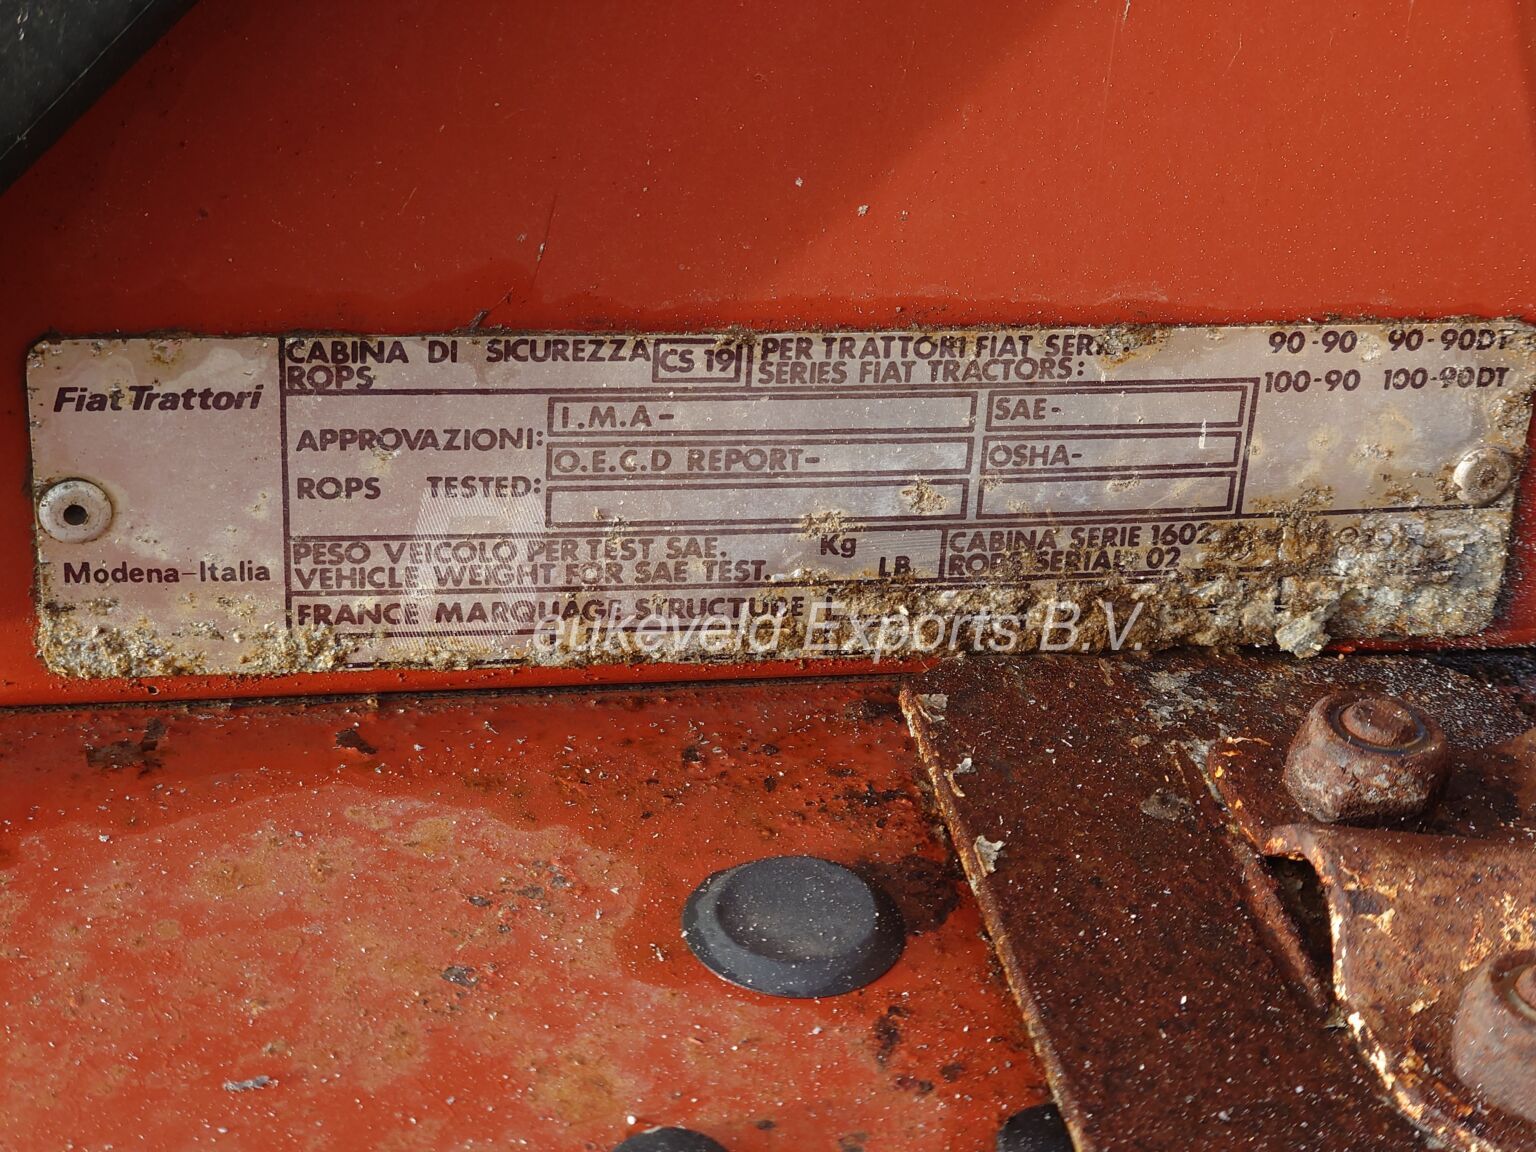 Fiat Trattori
Modena-Italia
CABINA DI SICUREZZA CS 19 PER TRATTORI FIAT 90-90 90-90DT
ROPS SERIES FIAT TRACTORS: 100-90 100-90DT
APPROVAZIONI: I.M.A- SAE-
O.E.C.D REPORT- OSHA-
ROPS TESTED:
PESO VEICOLO PER TEST SAE. Kg CABINA SERIE 1602
VEHICLE WEIGHT FOR SAE TEST. LB. ROPS SERIAL 02
FRANCE MARQUAGE STRUCTURE
eukeveld Exports B.V.